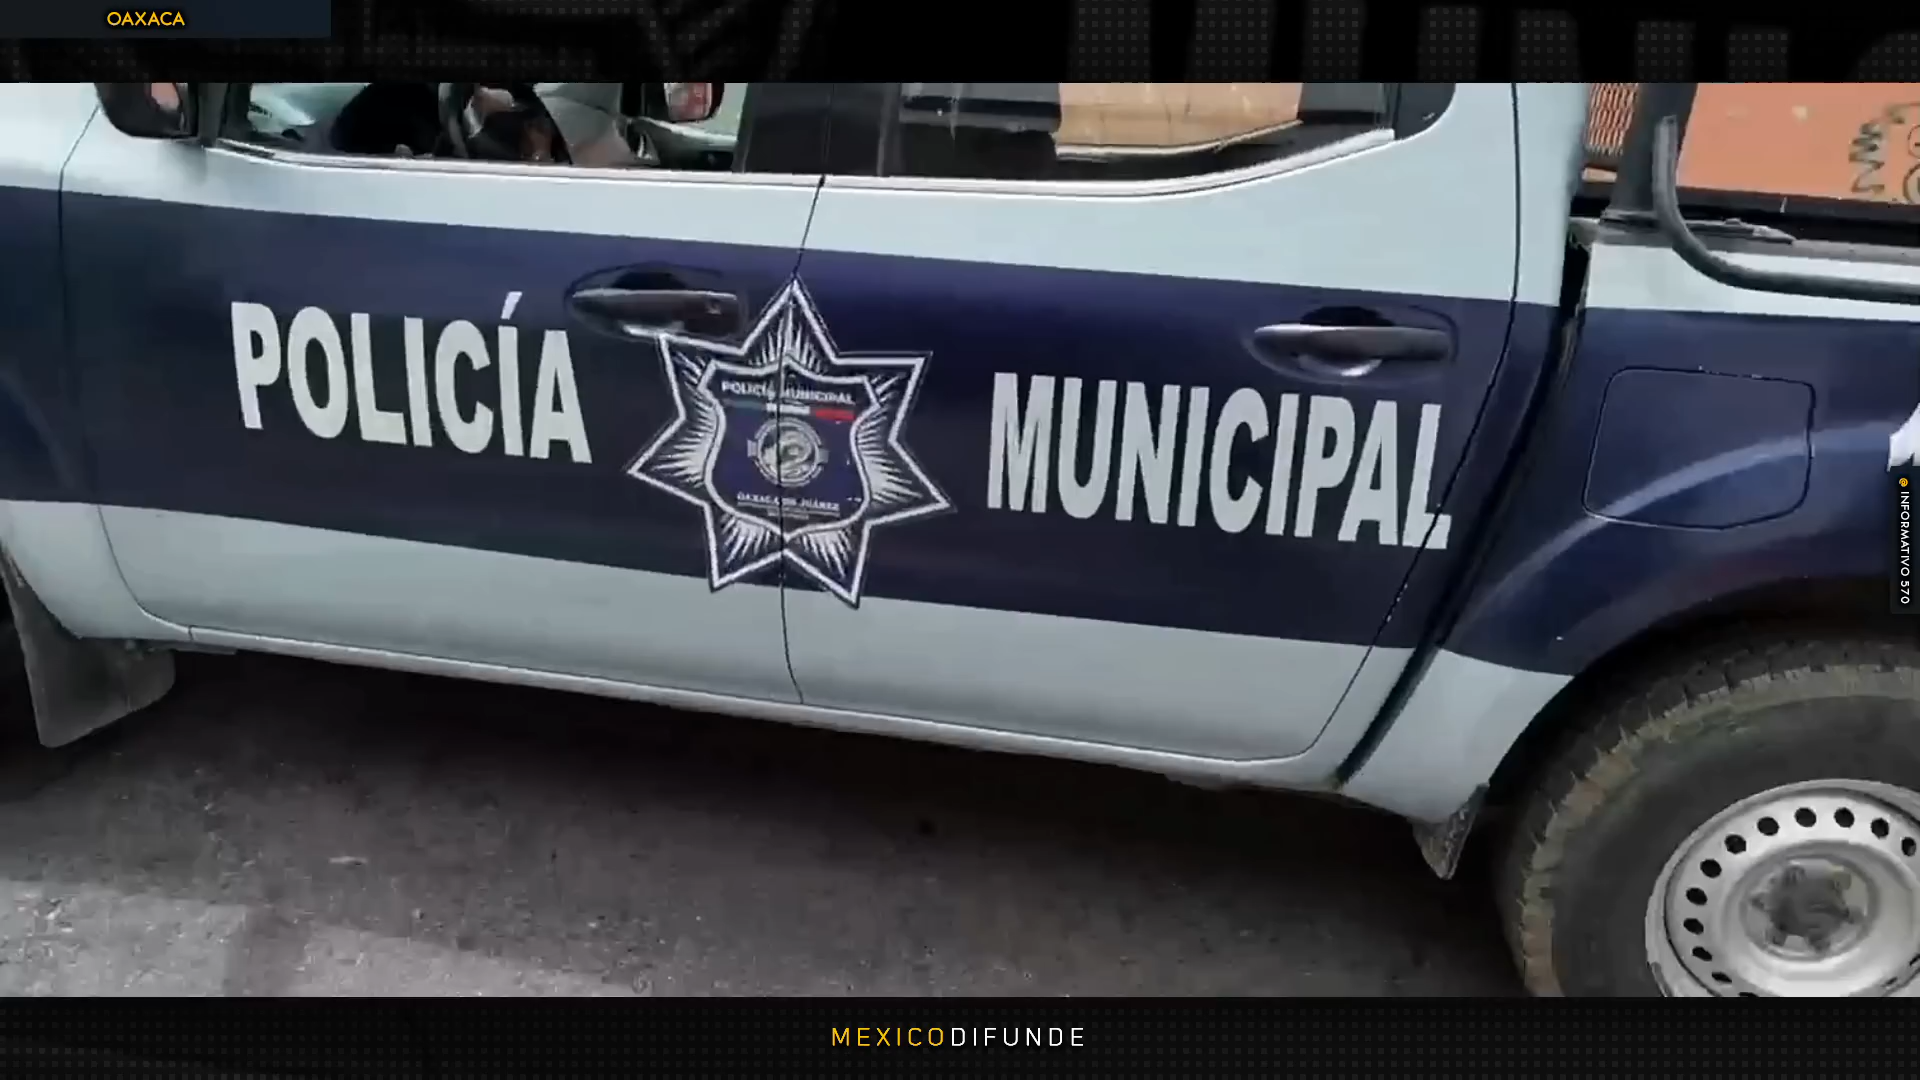 OAXACA
POLICÍA
MUNICIPAL
POLICÍA MUNICIPAL
OAXACA DE JUÁREZ
© INFORMATIVO 570
MEXICODIFUNDE